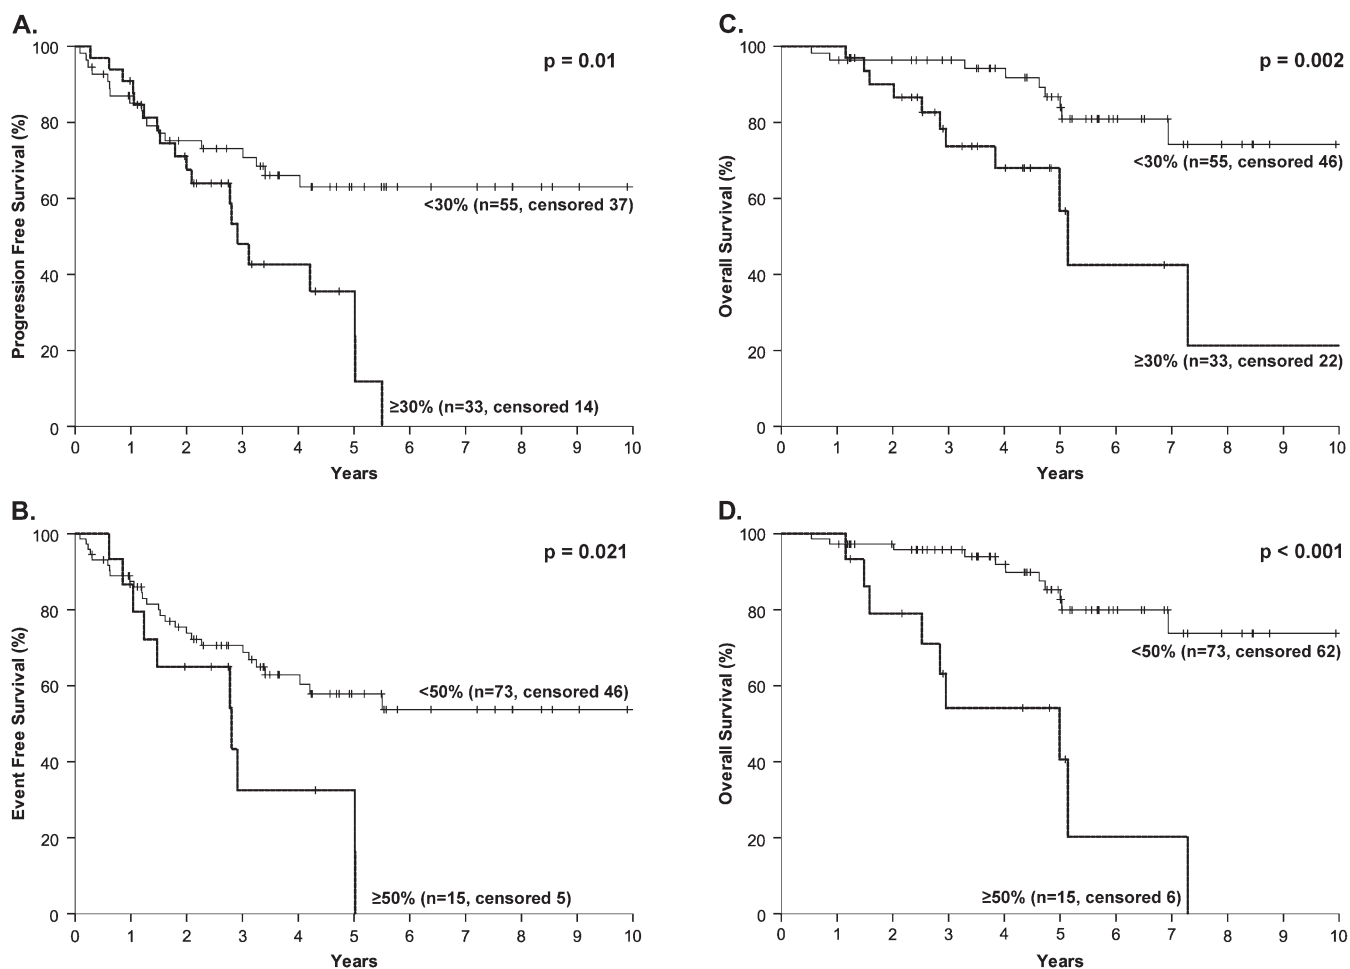 A.
p = 0.01
Progression Free Survival (%)
100
80
60
40
20
0
<30% (n=55, censored 37)
≥30% (n=33, censored 14)
0 1 2 3 4 5 6 7 8 9 10
Years
C.
p = 0.002
Overall Survival (%)
100
80
60
40
20
0
<30% (n=55, censored 46)
≥30% (n=33, censored 22)
0 1 2 3 4 5 6 7 8 9 10
Years
B.
p = 0.021
Event Free Survival (%)
100
80
60
40
20
0
<50% (n=73, censored 46)
≥50% (n=15, censored 5)
0 1 2 3 4 5 6 7 8 9 10
Years
D.
p < 0.001
Overall Survival (%)
100
80
60
40
20
0
<50% (n=73, censored 62)
≥50% (n=15, censored 6)
0 1 2 3 4 5 6 7 8 9 10
Years